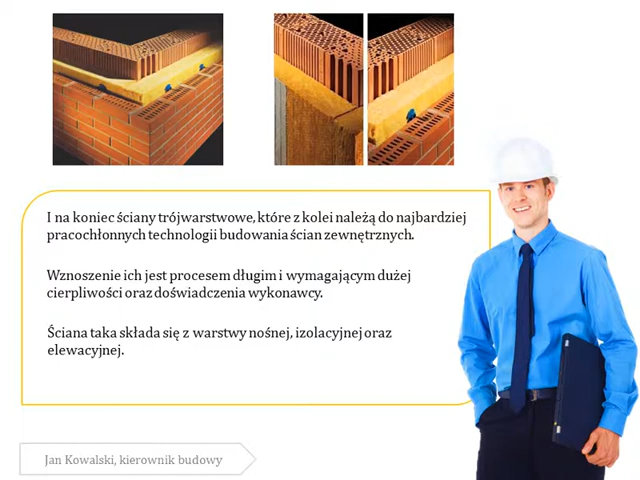 I na koniec ściany trójwarstwowe, które z kolei należą do najbardziej
pracochłonnych technologii budowania ścian zewnętrznych.
Wznoszenie ich jest procesem długim i wymagającym dużej
cierpliwości oraz doświadczenia wykonawcy.
Ściana taka składa się z warstwy nośnej, izolacyjnej oraz
elewacyjnej.
Jan Kowalski, kierownik budowy